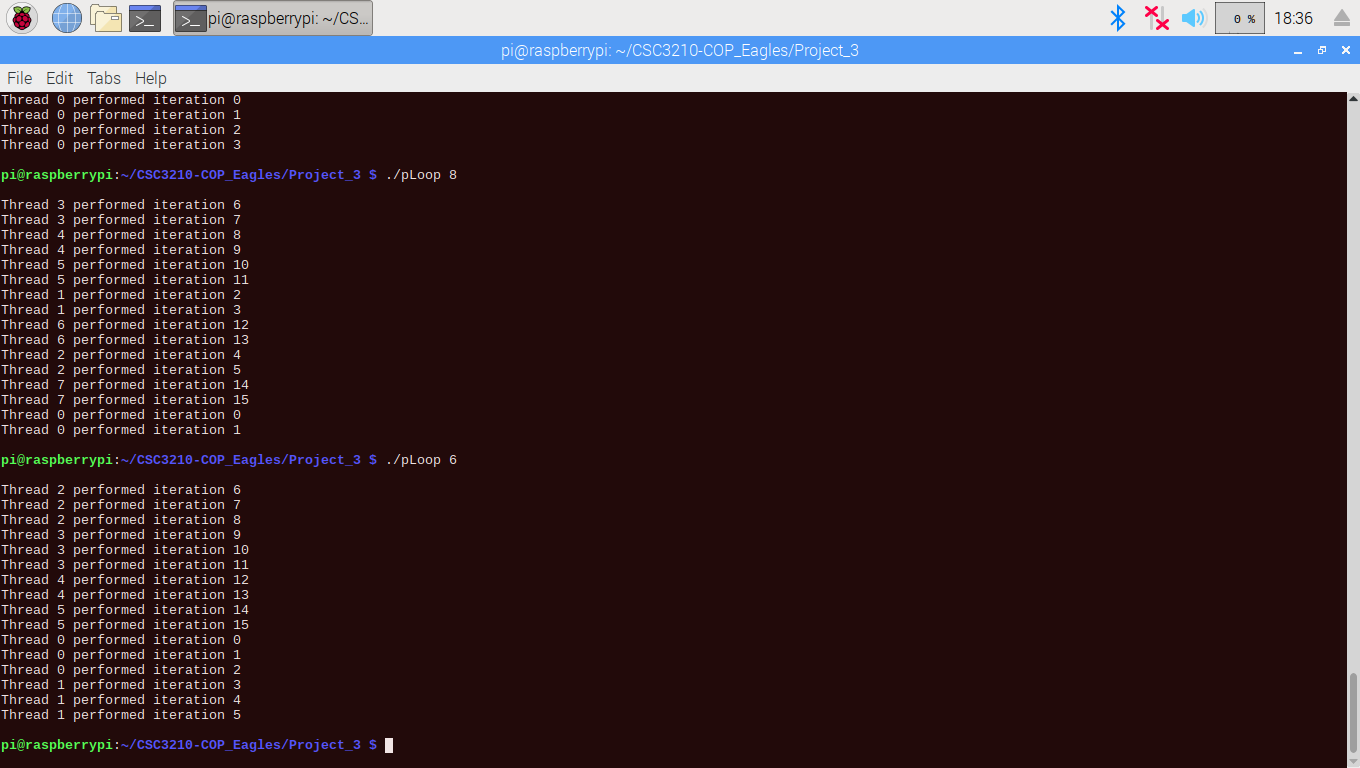 pi@raspberrypi: ~/CS...
0 %
18:36
pi@raspberrypi: ~/CSC3210-COP_Eagles/Project_3
File Edit Tabs Help
Thread 0 performed iteration 0
Thread 0 performed iteration 1
Thread 0 performed iteration 2
Thread 0 performed iteration 3
pi@raspberrypi:~/CSC3210-COP_Eagles/Project_3 $ ./pLoop 8
Thread 3 performed iteration 6
Thread 3 performed iteration 7
Thread 4 performed iteration 8
Thread 4 performed iteration 9
Thread 5 performed iteration 10
Thread 5 performed iteration 11
Thread 1 performed iteration 2
Thread 1 performed iteration 3
Thread 6 performed iteration 12
Thread 6 performed iteration 13
Thread 2 performed iteration 4
Thread 2 performed iteration 5
Thread 7 performed iteration 14
Thread 7 performed iteration 15
Thread 0 performed iteration 0
Thread 0 performed iteration 1
pi@raspberrypi:~/CSC3210-COP_Eagles/Project_3 $ ./pLoop 6
Thread 2 performed iteration 6
Thread 2 performed iteration 7
Thread 2 performed iteration 8
Thread 3 performed iteration 9
Thread 3 performed iteration 10
Thread 3 performed iteration 11
Thread 4 performed iteration 12
Thread 4 performed iteration 13
Thread 5 performed iteration 14
Thread 5 performed iteration 15
Thread 0 performed iteration 0
Thread 0 performed iteration 1
Thread 0 performed iteration 2
Thread 1 performed iteration 3
Thread 1 performed iteration 4
Thread 1 performed iteration 5
pi@raspberrypi:~/CSC3210-COP_Eagles/Project_3 $